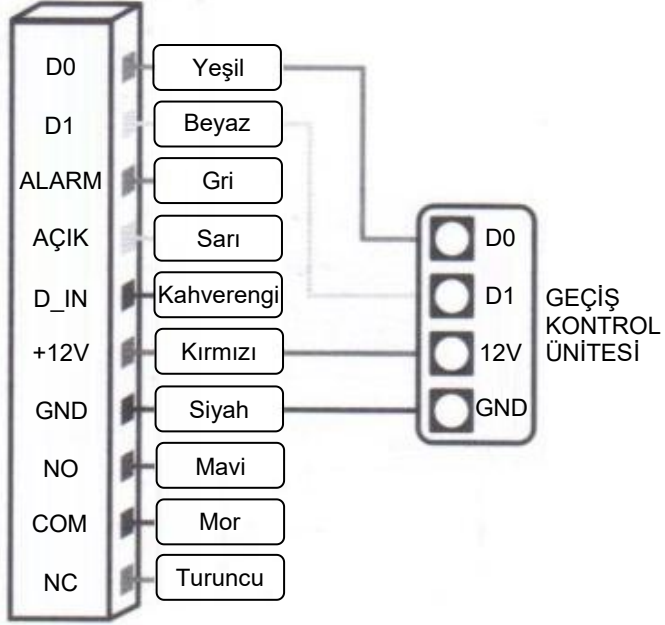 D0 Yeşil
D1 Beyaz
ALARM Gri
AÇIK Sarı
D_IN Kahverengi
+12V Kırmızı
GND Siyah
NO Mavi
COM Mor
NC Turuncu
D0
D1
12V
GND
GEÇİŞ
KONTROL
ÜNİTESİ